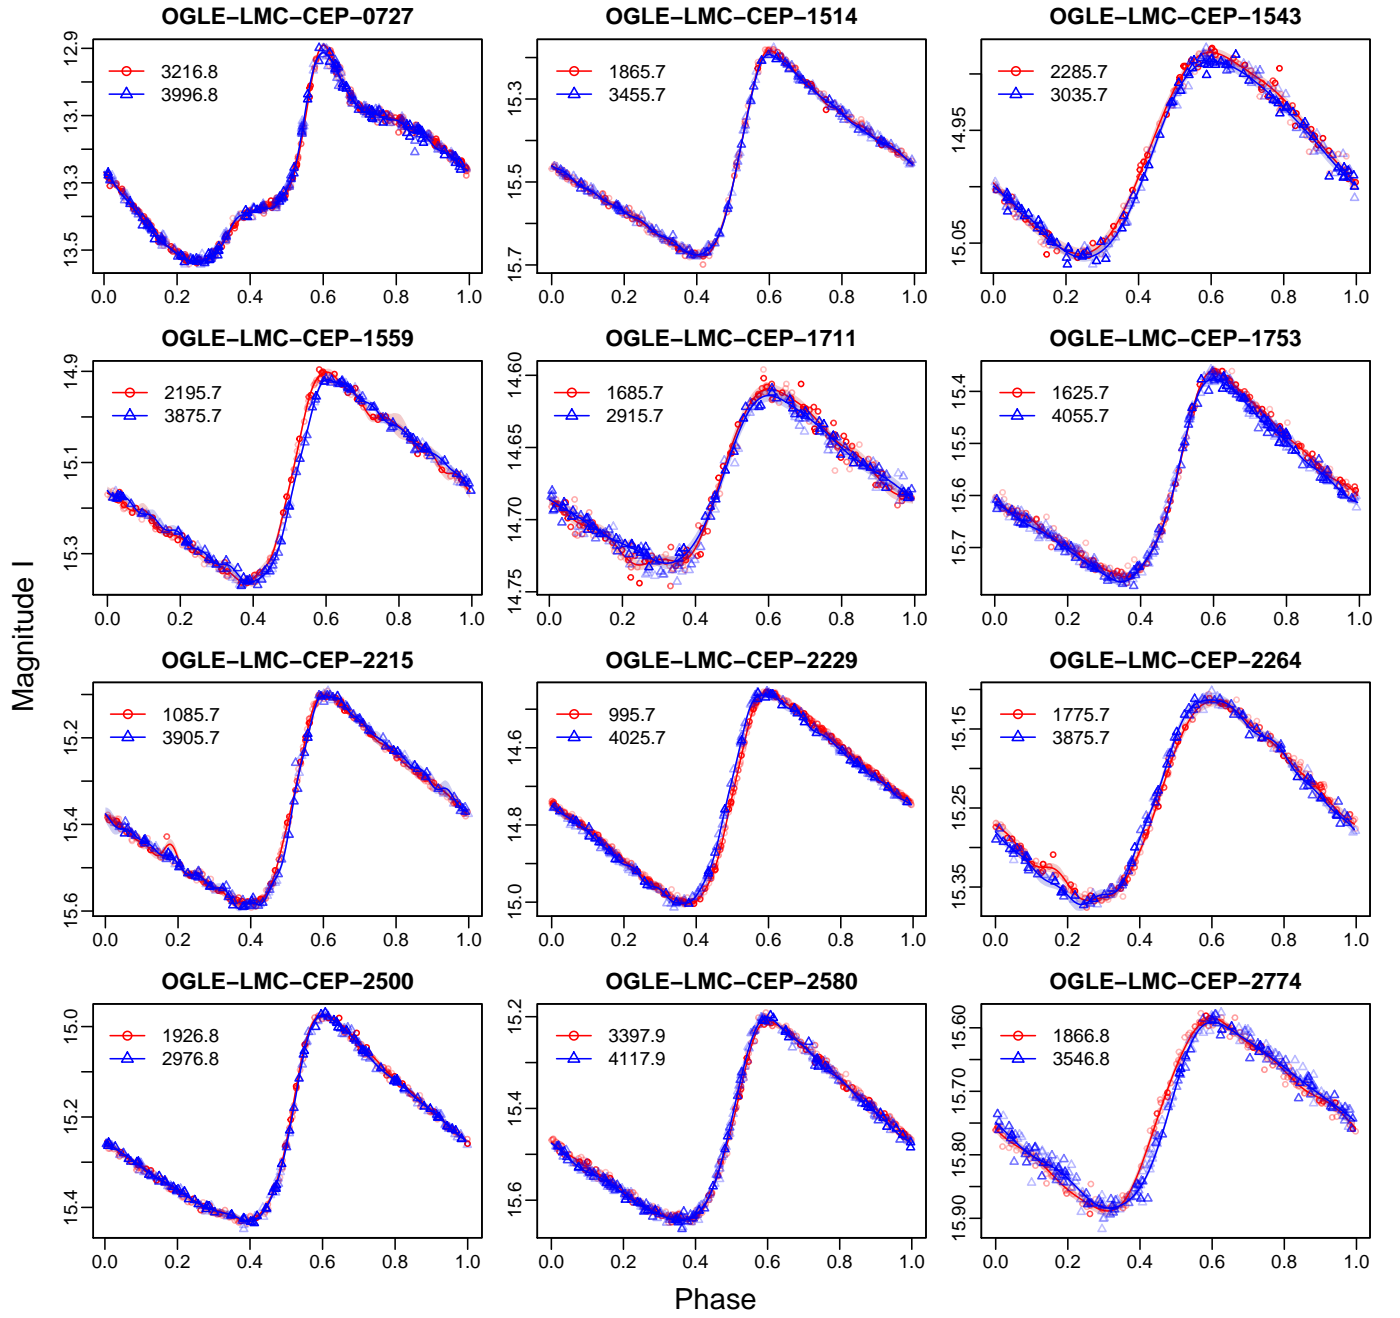 OGLE−LMC−CEP−0727
3216.8
3996.8
12.9
13.1
13.3
13.5
0.0 0.2 0.4 0.6 0.8 1.0
OGLE−LMC−CEP−1514
1865.7
3455.7
15.3
15.5
15.7
0.0 0.2 0.4 0.6 0.8 1.0
OGLE−LMC−CEP−1543
2285.7
3035.7
14.95
15.05
0.0 0.2 0.4 0.6 0.8 1.0
OGLE−LMC−CEP−1559
2195.7
3875.7
14.9
15.1
15.3
0.0 0.2 0.4 0.6 0.8 1.0
OGLE−LMC−CEP−1711
1685.7
2915.7
14.60
14.65
14.70
14.75
0.0 0.2 0.4 0.6 0.8 1.0
OGLE−LMC−CEP−1753
1625.7
4055.7
15.4
15.5
15.6
15.7
0.0 0.2 0.4 0.6 0.8 1.0
Magnitude I
OGLE−LMC−CEP−2215
1085.7
3905.7
15.2
15.4
15.6
0.0 0.2 0.4 0.6 0.8 1.0
OGLE−LMC−CEP−2229
995.7
4025.7
14.6
14.8
15.0
0.0 0.2 0.4 0.6 0.8 1.0
OGLE−LMC−CEP−2264
1775.7
3875.7
15.15
15.25
15.35
0.0 0.2 0.4 0.6 0.8 1.0
OGLE−LMC−CEP−2500
1926.8
2976.8
15.0
15.2
15.4
0.0 0.2 0.4 0.6 0.8 1.0
OGLE−LMC−CEP−2580
3397.9
4117.9
15.2
15.4
15.6
0.0 0.2 0.4 0.6 0.8 1.0
OGLE−LMC−CEP−2774
1866.8
3546.8
15.60
15.70
15.80
15.90
0.0 0.2 0.4 0.6 0.8 1.0
Phase